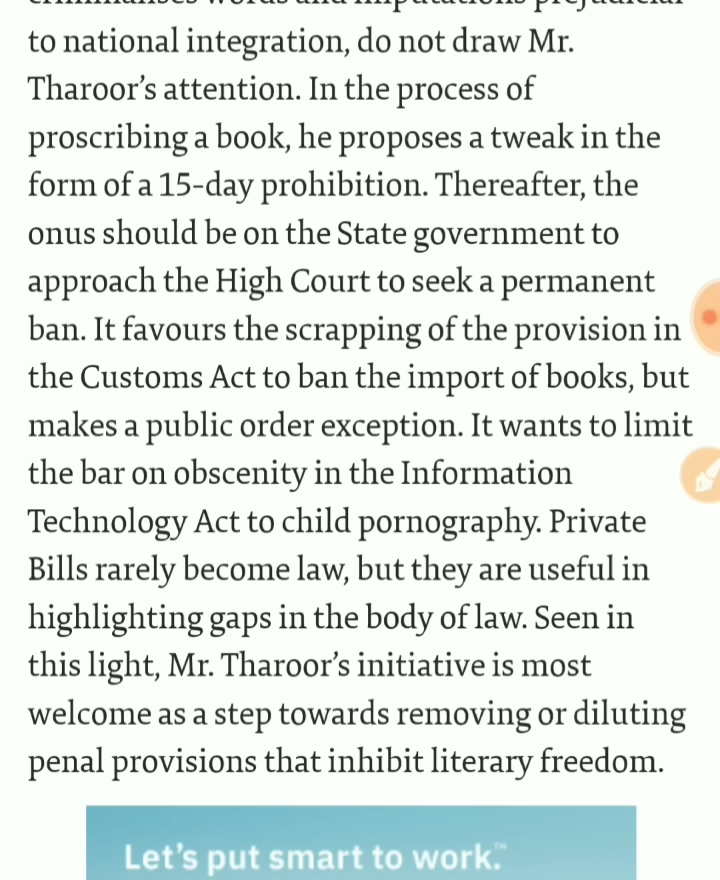 to national integration, do not draw Mr.
Tharoor’s attention. In the process of
proscribing a book, he proposes a tweak in the
form of a 15-day prohibition. Thereafter, the
onus should be on the State government to
approach the High Court to seek a permanent
ban. It favours the scrapping of the provision in
the Customs Act to ban the import of books, but
makes a public order exception. It wants to limit
the bar on obscenity in the Information
Technology Act to child pornography. Private
Bills rarely become law, but they are useful in
highlighting gaps in the body of law. Seen in
this light, Mr. Tharoor’s initiative is most
welcome as a step towards removing or diluting
penal provisions that inhibit literary freedom.
Let’s put smart to work.™